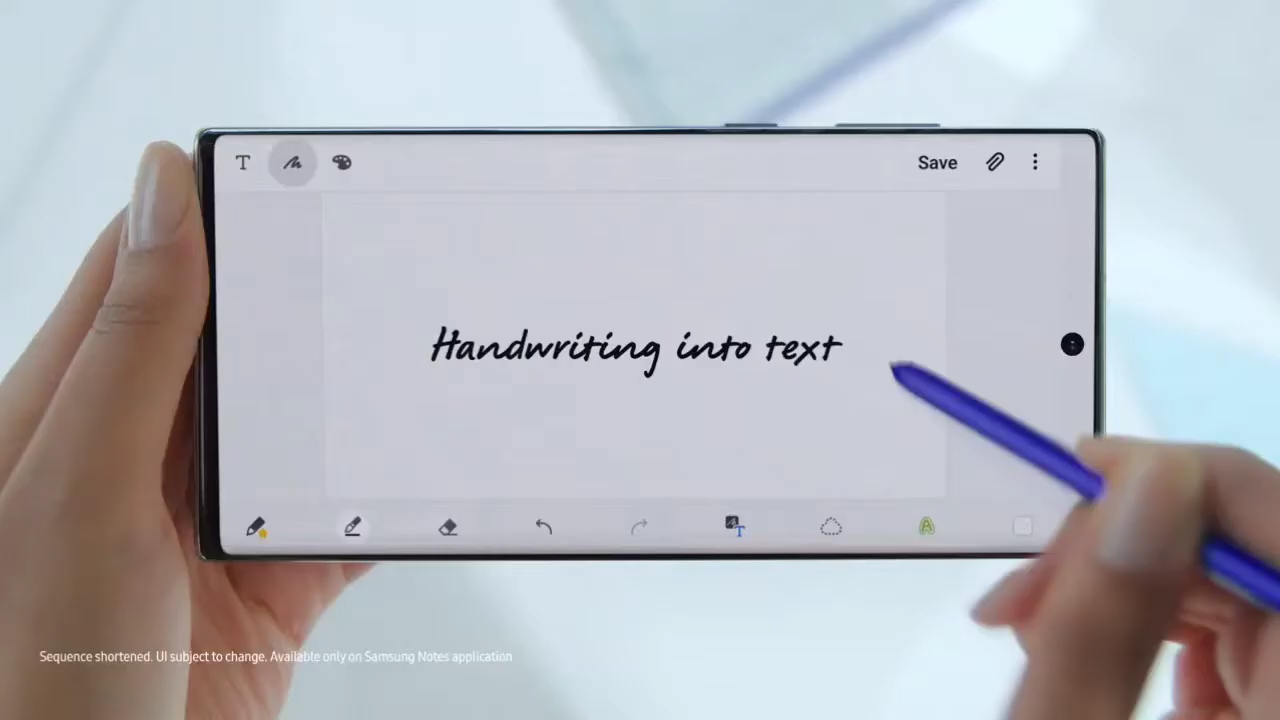 T Save
Handwriting into text
Sequence shortened. UI subject to change. Available only on Samsung Notes application